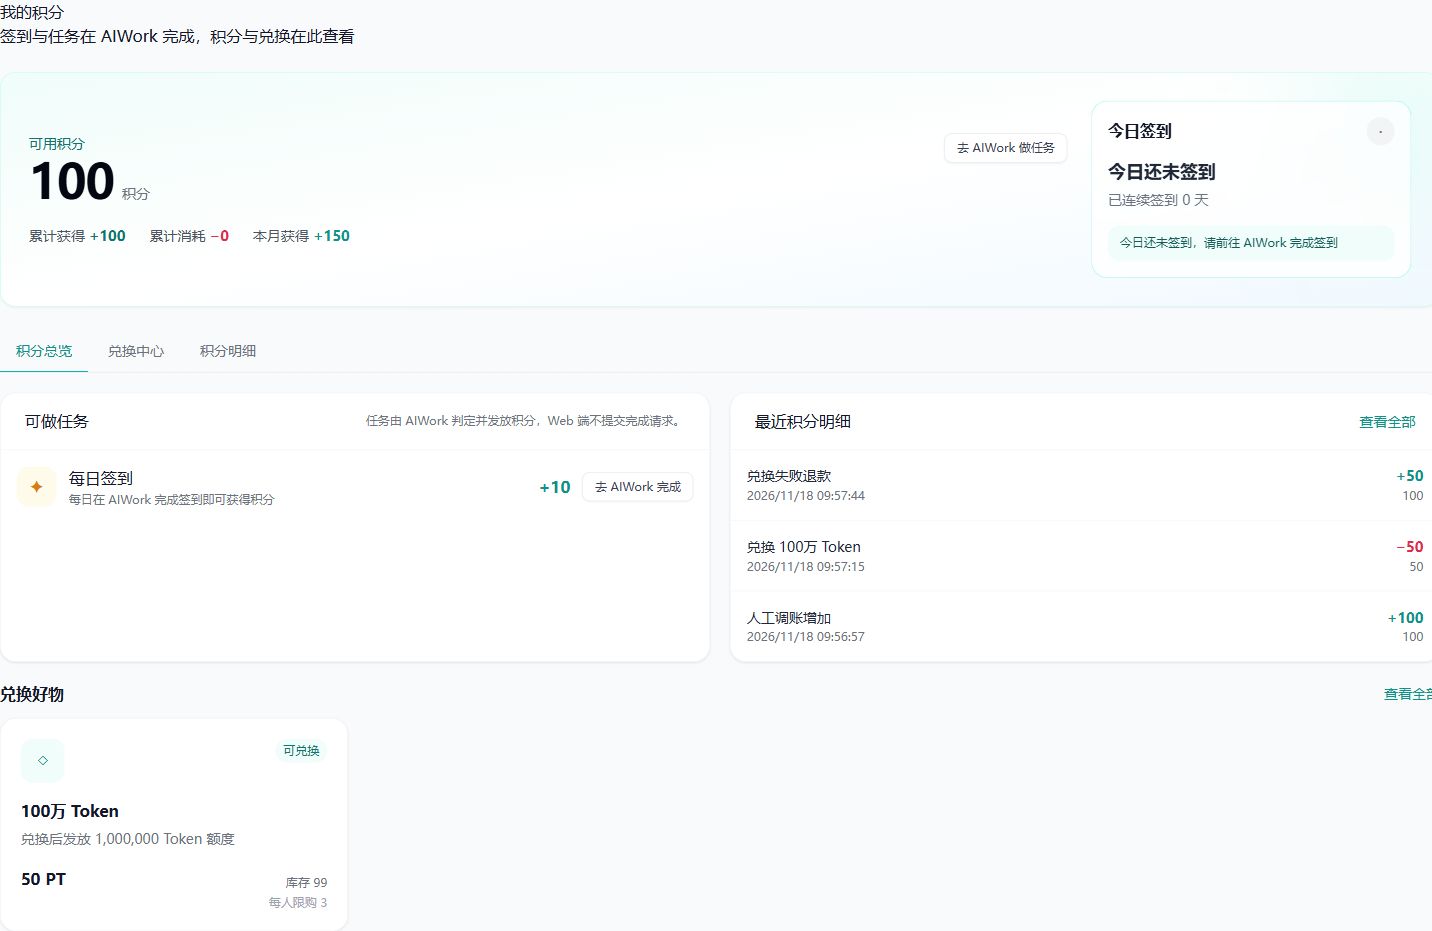 我的积分
签到与任务在 AIWork 完成，积分与兑换在此查看
可用积分
100 积分
累计获得 +100 累计消耗 −0 本月获得 +150
去 AIWork 做任务
今日签到
今日还未签到
已连续签到 0 天
今日还未签到，请前往 AIWork 完成签到
积分总览 兑换中心 积分明细
可做任务 任务由 AIWork 判定并发放积分，Web 端不提交完成请求。
每日签到
每日在 AIWork 完成签到即可获得积分
+10 去 AIWork 完成
最近积分明细 查看全部
兑换失败退款 +50
2026/11/18 09:57:44 100
兑换 100万 Token −50
2026/11/18 09:57:15 50
人工调账增加 +100
2026/11/18 09:56:57 100
兑换好物 查看全部
可兑换
100万 Token
兑换后发放 1,000,000 Token 额度
50 PT 库存 99
每人限购 3